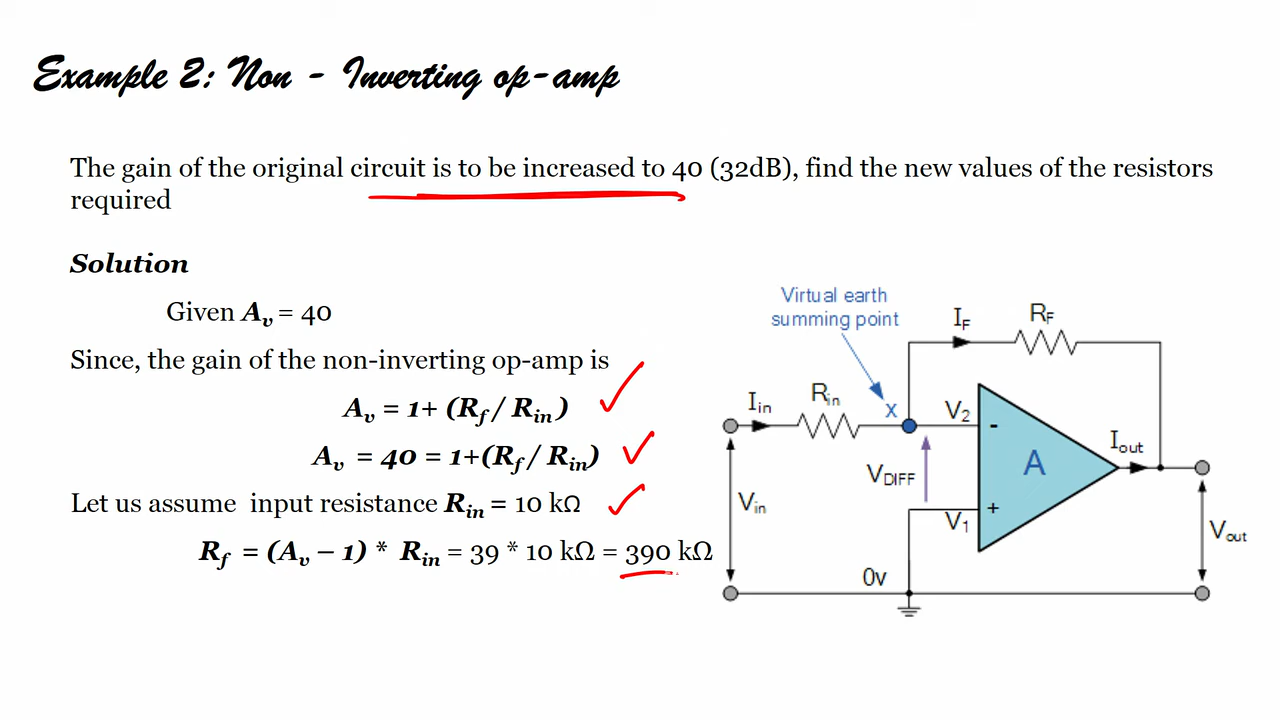 Example 2: Non - Inverting op-amp
The gain of the original circuit is to be increased to 40 (32dB), find the new values of the resistors
required
Solution
Given Av = 40
Since, the gain of the non-inverting op-amp is
Av = 1+ (Rf / Rin )
Av = 40 = 1+(Rf / Rin)
Let us assume input resistance Rin = 10 kΩ
Rf = (Av – 1) * Rin = 39 * 10 kΩ = 390 kΩ
Virtual earth
summing point
IF
RF
Iin
Rin
X
V2
-
A
Iout
VDIFF
Vin
V1
+
Vout
0v